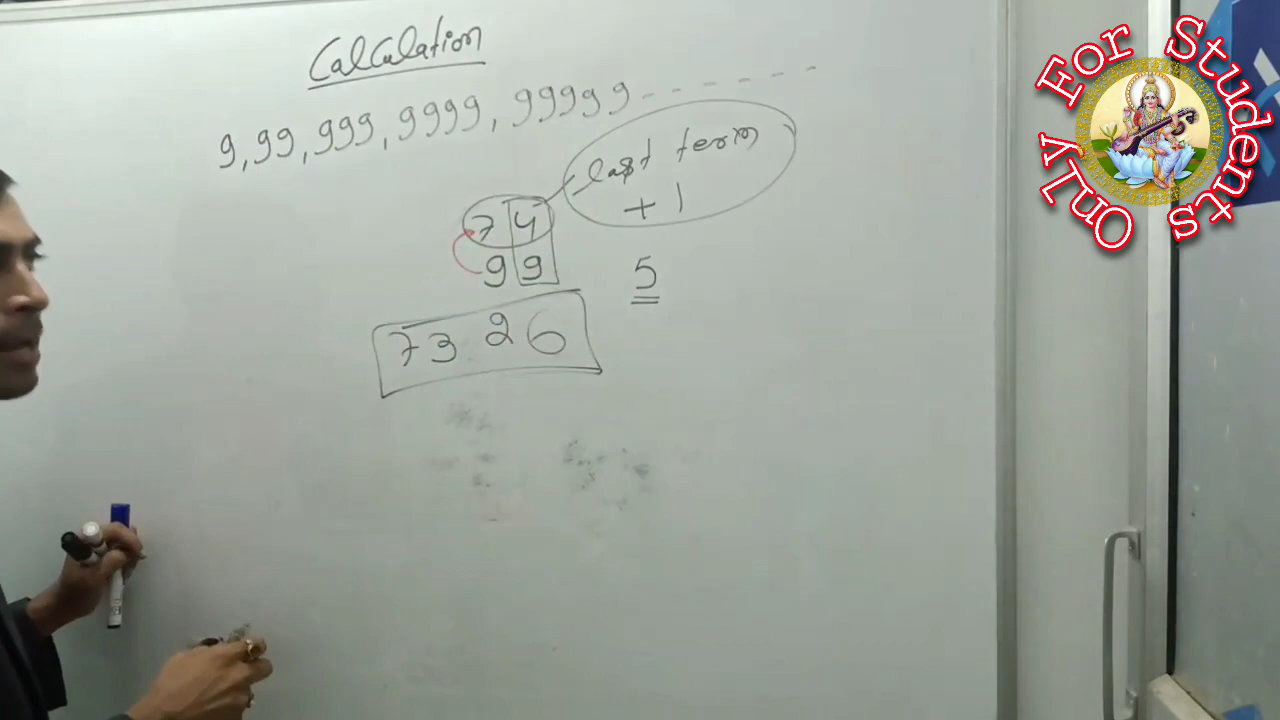 Calculation
9,99,999,9999,99999------
last term
+1
74
99
5
7326
Only For Students